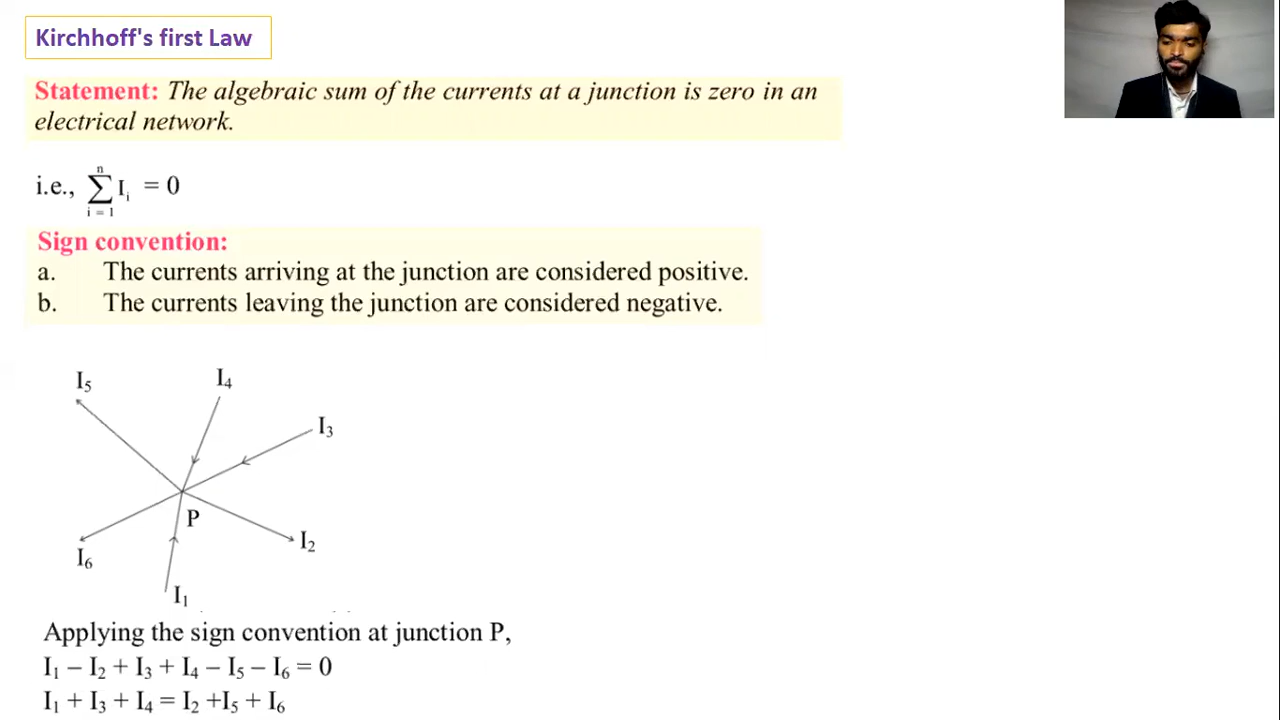 Kirchhoff's first Law
Statement: The algebraic sum of the currents at a junction is zero in an
electrical network.
i.e., ∑ⁿᵢ₌₁ Iᵢ = 0
Sign convention:
a. The currents arriving at the junction are considered positive.
b. The currents leaving the junction are considered negative.
I₅ I₄
I₃
P
I₂
I₆
I₁
Applying the sign convention at junction P,
I₁ – I₂ + I₃ + I₄ – I₅ – I₆ = 0
I₁ + I₃ + I₄ = I₂ +I₅ + I₆